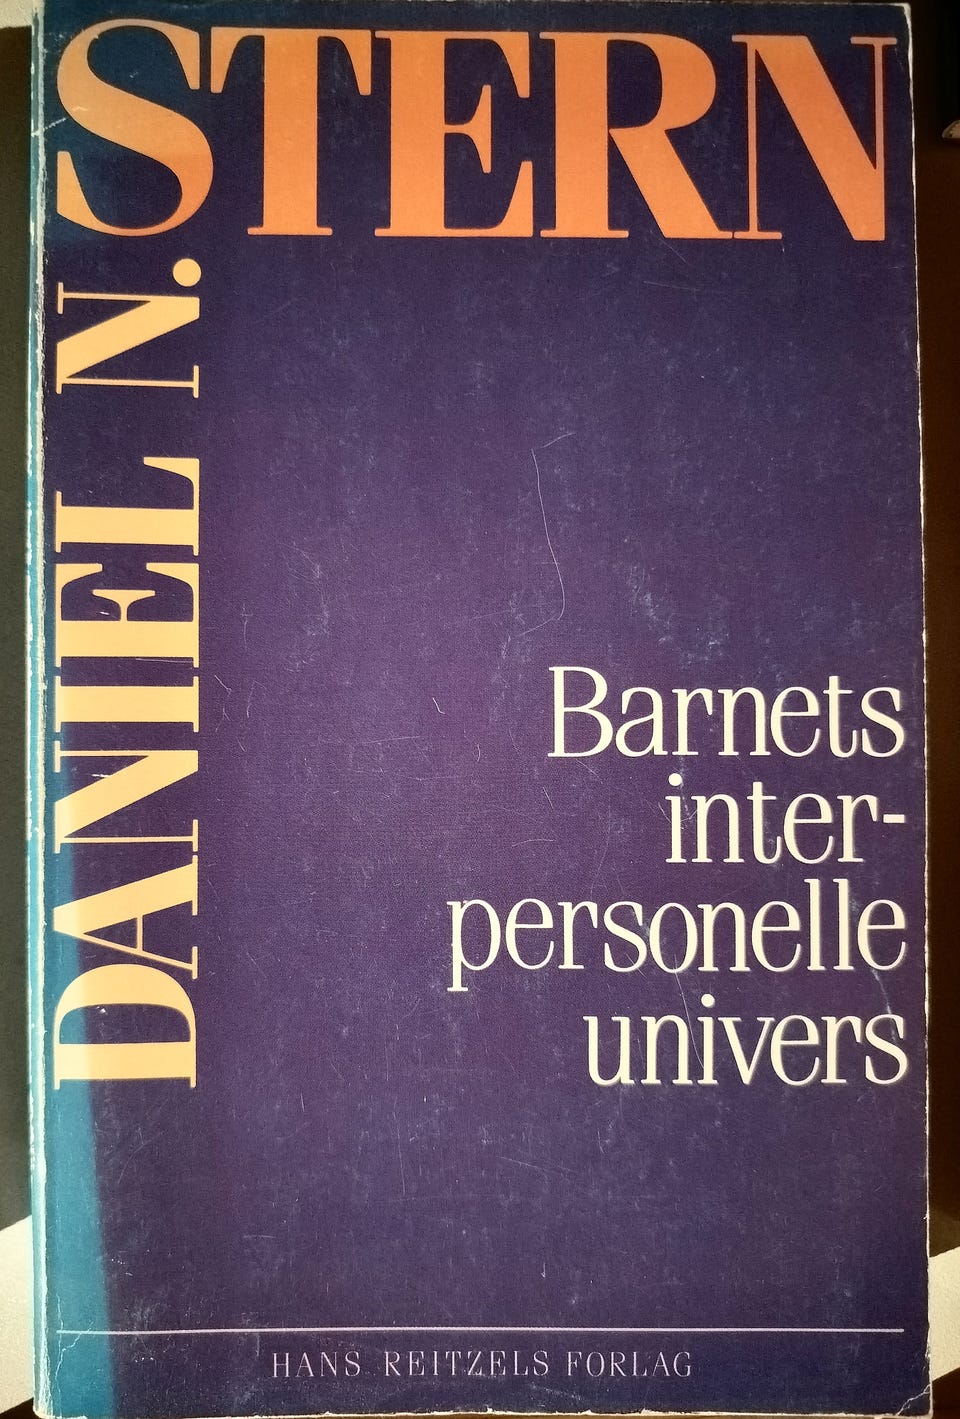 DANIEL N.
STERN
Barnets
inter-
personelle
univers
HANS REITZELS FORLAG